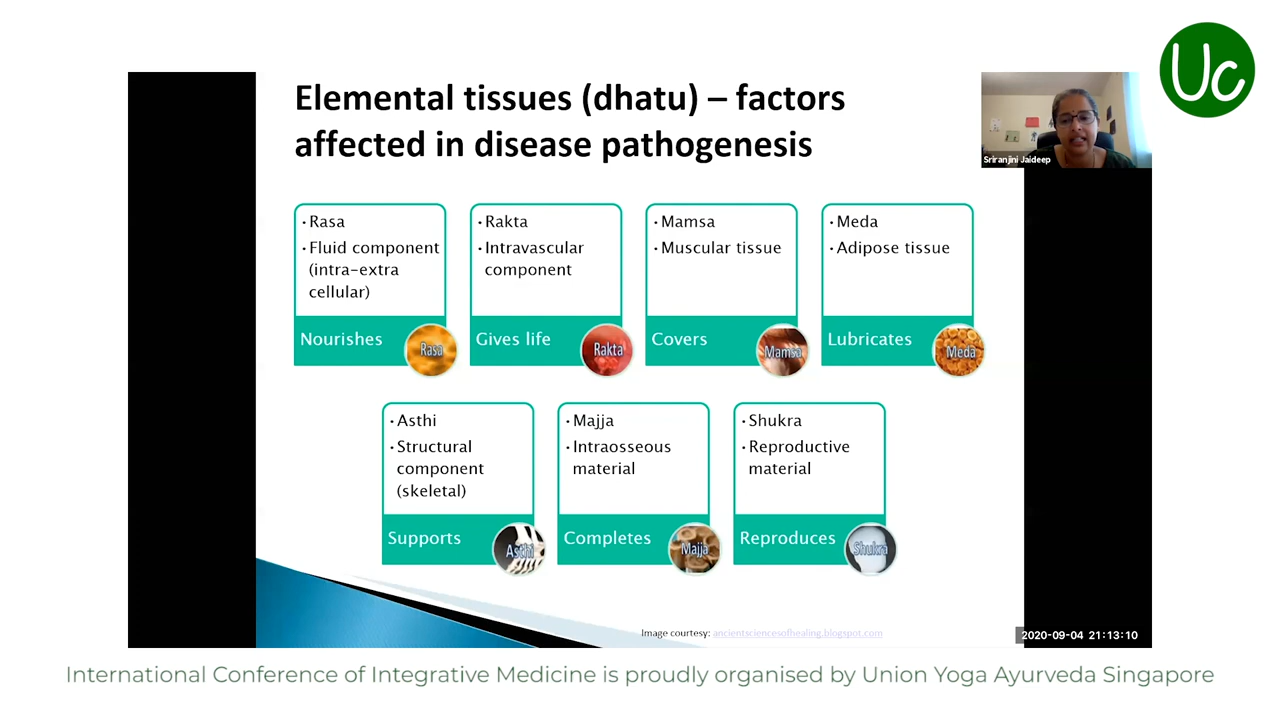 Uc
Elemental tissues (dhatu) – factors
affected in disease pathogenesis
Sriranjini Jaideep
• Rasa
• Fluid component
(intra-extra
cellular)
Nourishes
Rasa
• Rakta
• Intravascular
component
Gives life
Rakta
• Mamsa
• Muscular tissue
Covers
Mamsa
• Meda
• Adipose tissue
Lubricates
Meda
• Asthi
• Structural
component
(skeletal)
Supports
Asthi
• Majja
• Intraosseous
material
Completes
Majja
• Shukra
• Reproductive
material
Reproduces
Shukra
Image courtesy: ancientsciencesofhealing.blogspot.com
2020-09-04 21:13:10
International Conference of Integrative Medicine is proudly organised by Union Yoga Ayurveda Singapore